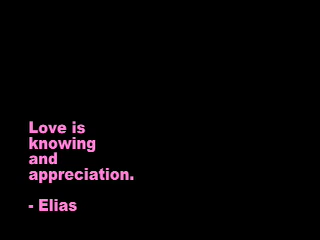 Love is
knowing
and
appreciation.
- Elias